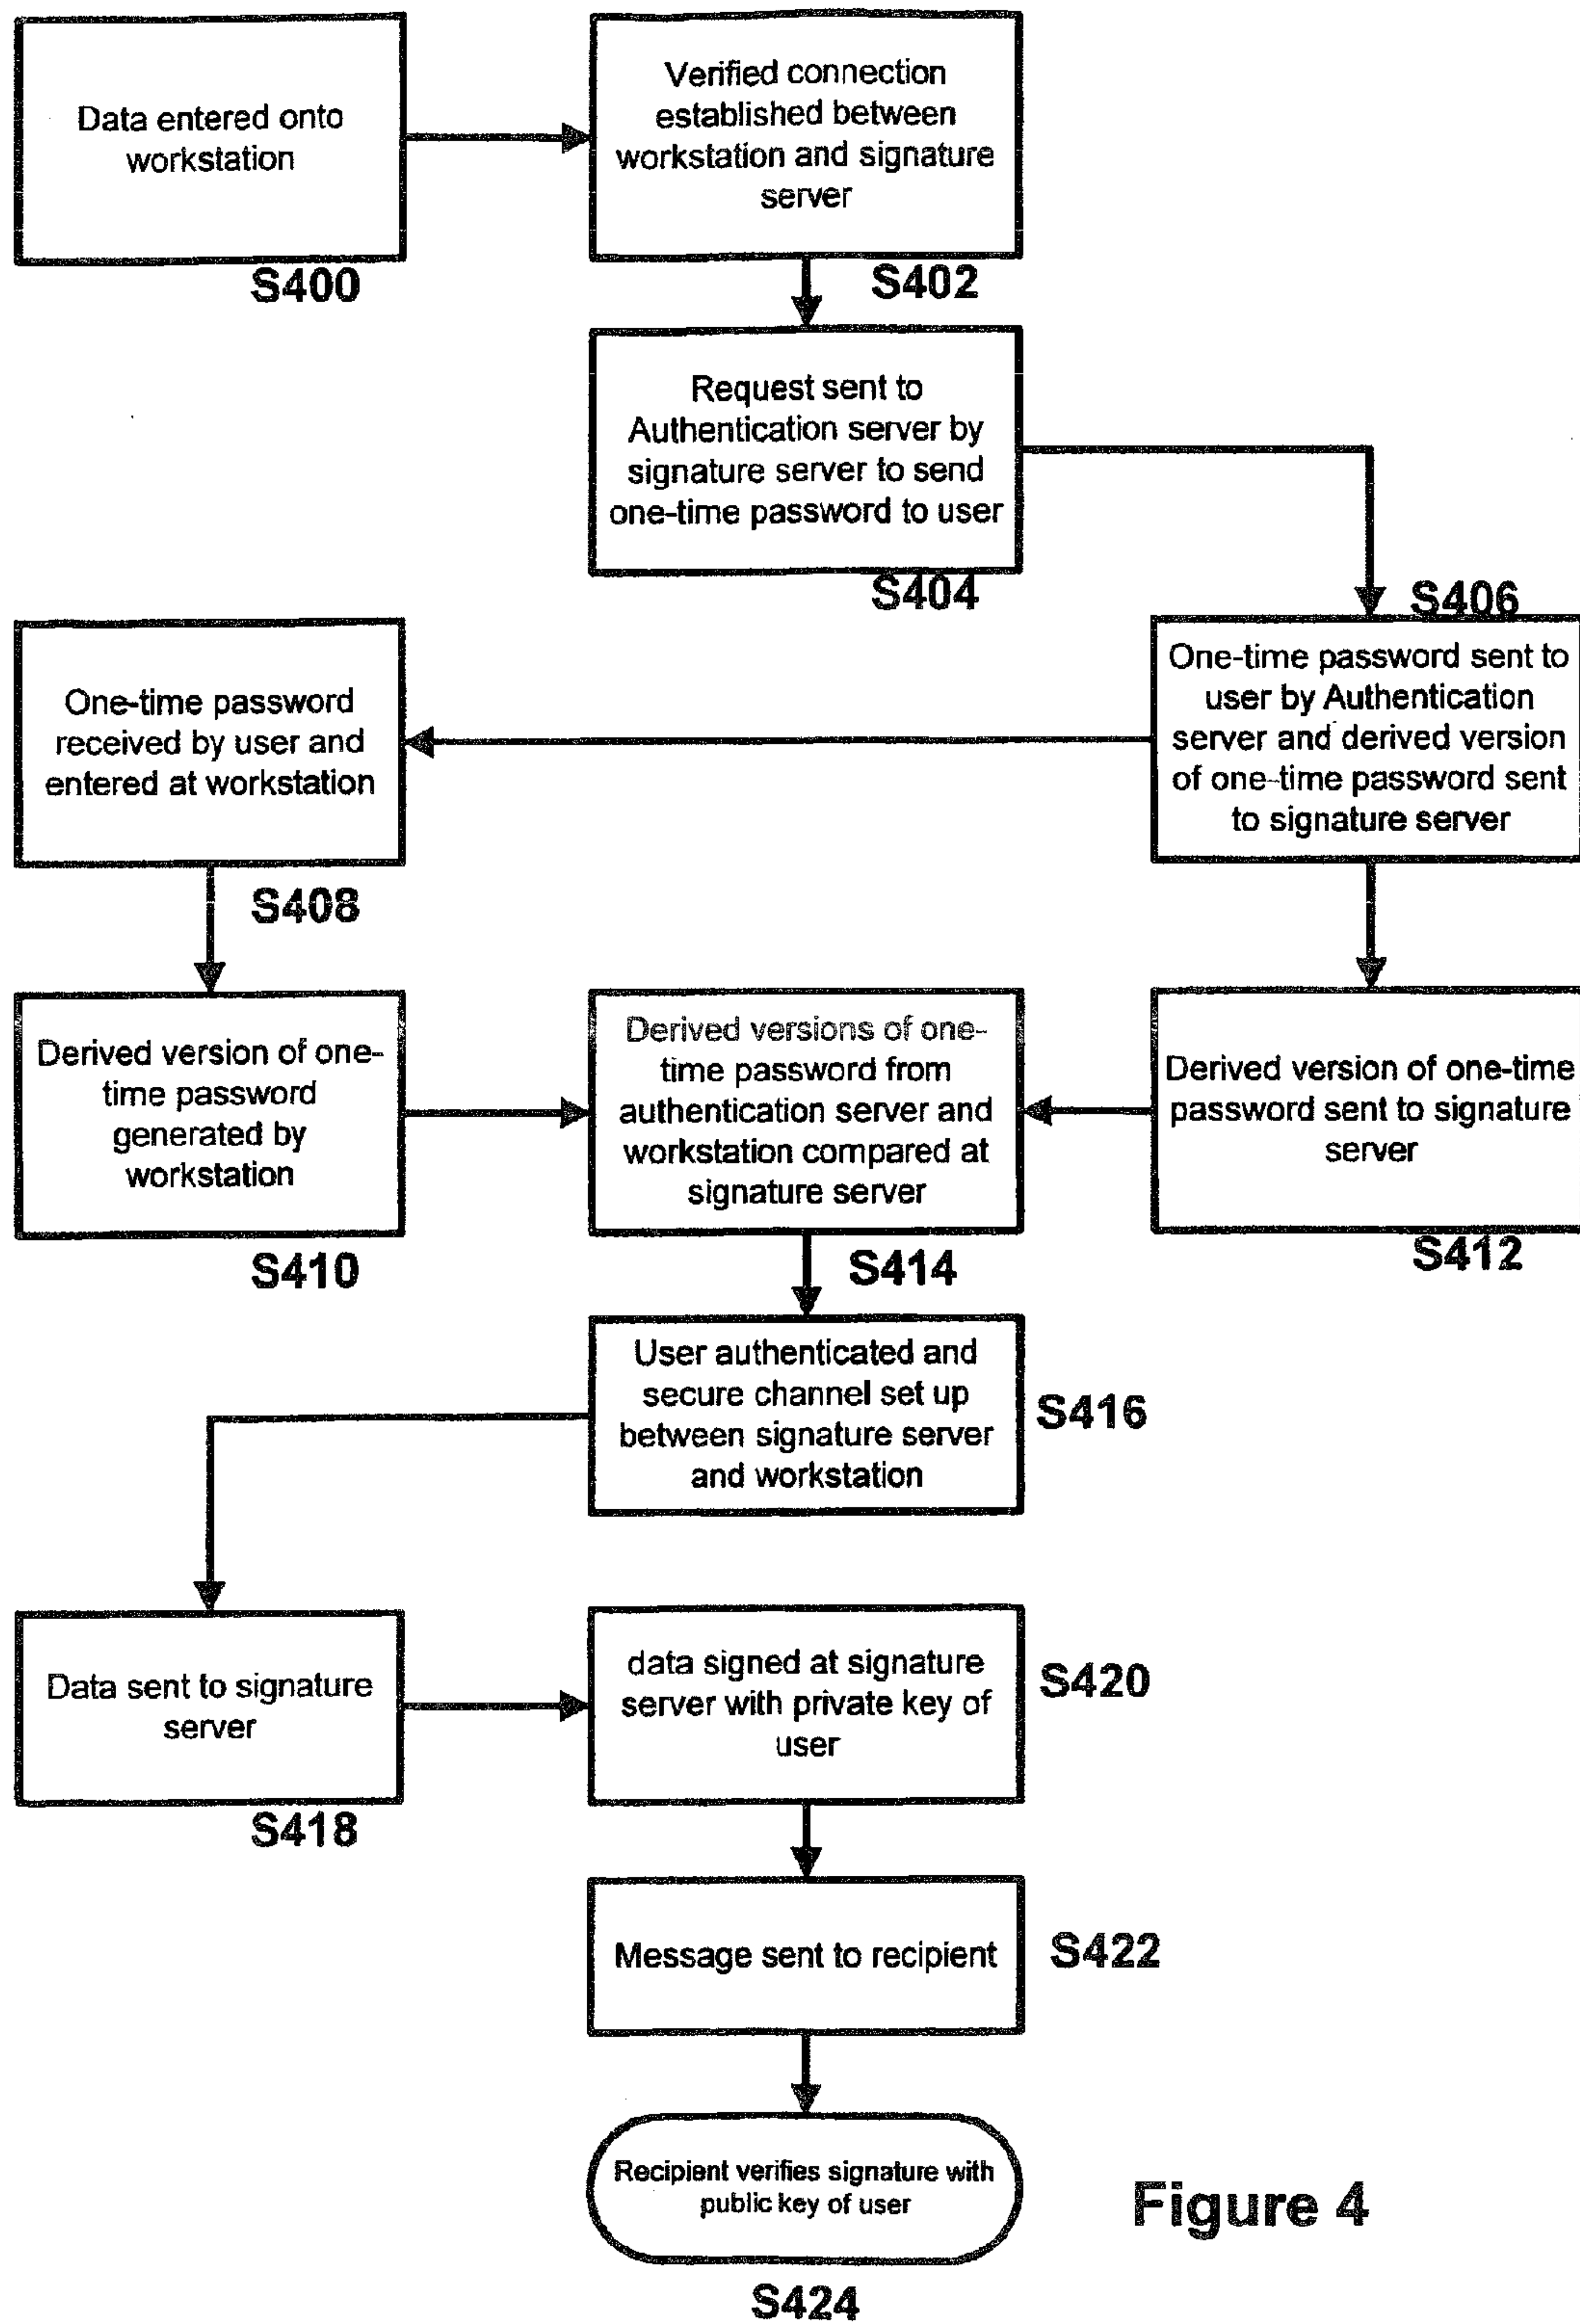 Data entered onto
workstation
S400
Verified connection
established between
workstation and signature
server
S402
Request sent to
Authentication server by
signature server to send
one-time password to user
S404
S406
One-time password sent to
user by Authentication
server and derived version
of one-time password sent
to signature server
One-time password
received by user and
entered at workstation
S408
Derived version of one-
time password
generated by
workstation
S410
Derived versions of one-
time password from
authentication server and
workstation compared at
signature server
S414
Derived version of one-time
password sent to signature
server
S412
User authenticated and
secure channel set up
between signature server
and workstation
S416
Data sent to signature
server
S418
data signed at signature
server with private key of
user
S420
Message sent to recipient
S422
Recipient verifies signature with
public key of user
S424
Figure 4